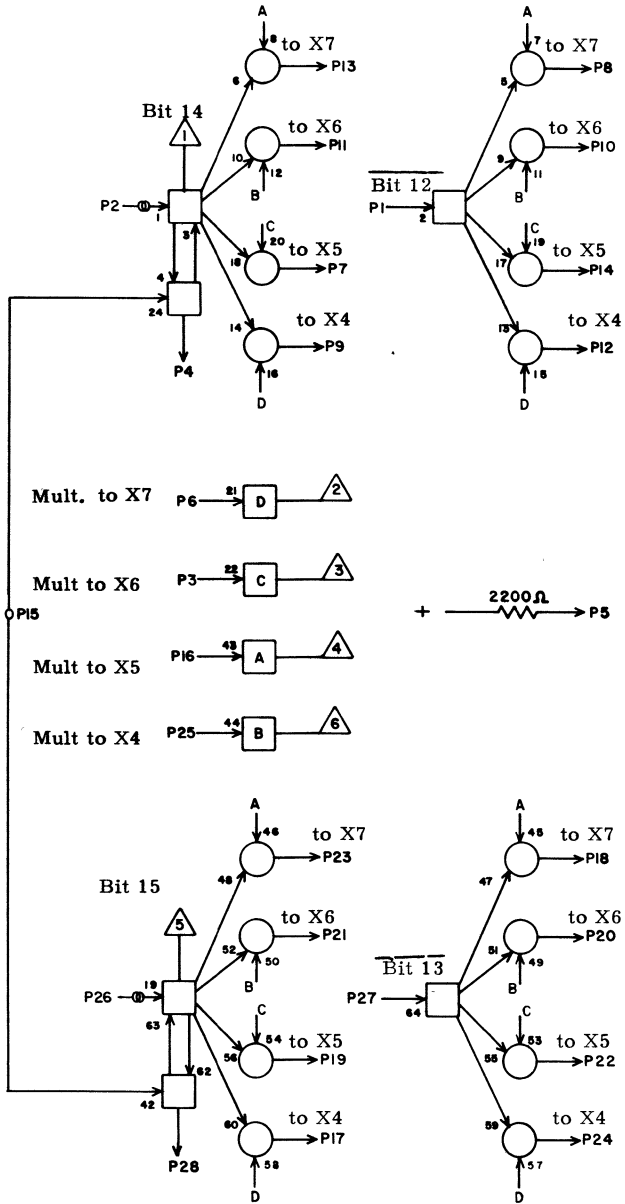 A
8
to X7
6
P13
Bit 14
1
to X6
10
P11
12
B
P2
1
3
C
20
to X5
4
18
P7
24
14
to X4
P9
P4
16
D
A
7
to X7
5
P8
to X6
9
P10
11
B
Bit 12
P1
2
C
19
to X5
17
P14
13
to X4
P12
15
D
Mult. to X7
P6
21
D
2
Mult to X6
P3
22
C
3
P15
+
2200Ω
P5
Mult to X5
P16
43
A
4
Mult to X4
P25
44
B
6
A
46
to X7
48
P23
Bit 15
5
to X6
52
P21
50
B
P26
19
63
C
54
to X5
62
56
P19
42
60
to X4
P17
P28
58
D
A
45
to X7
47
P18
to X6
51
P20
49
B
Bit 13
P27
64
C
53
to X5
55
P22
59
to X4
P24
57
D